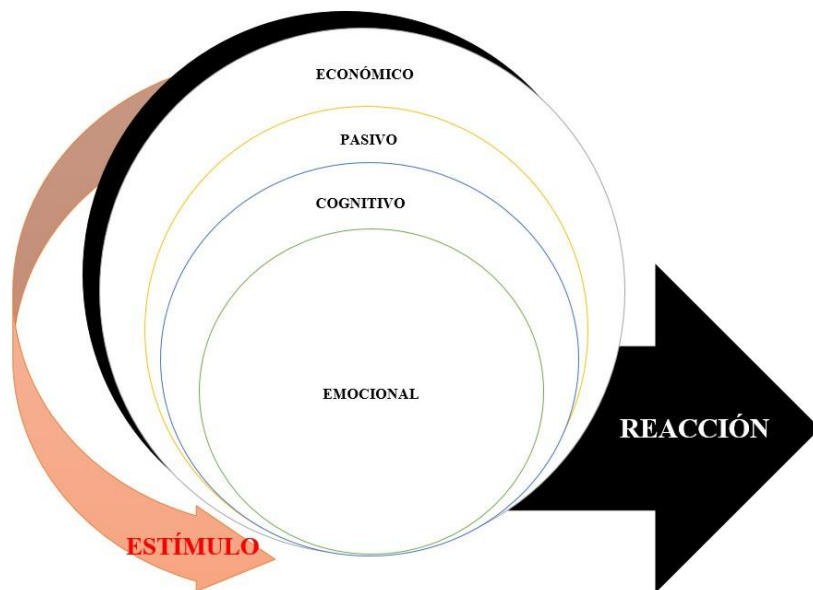 ECONÓMICO
PASIVO
COGNITIVO
EMOCIONAL
REACCIÓN
ESTÍMULO